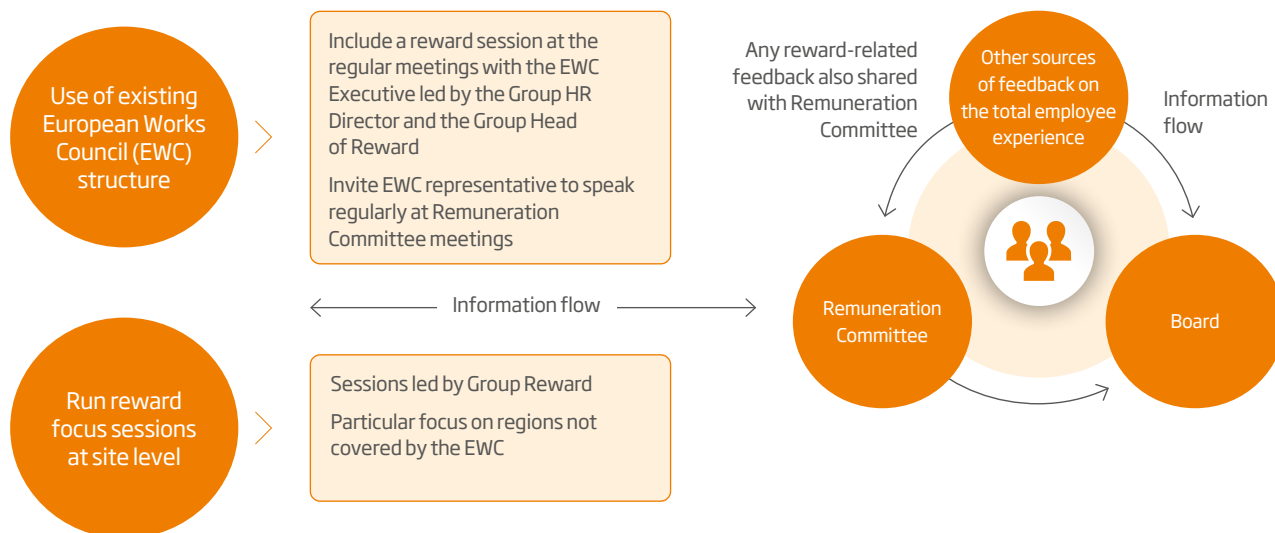 Use of existing
European Works
Council (EWC)
structure
Include a reward session at the
regular meetings with the EWC
Executive led by the Group HR
Director and the Group Head
of Reward
Invite EWC representative to speak
regularly at Remuneration
Committee meetings
Information flow
Run reward
focus sessions
at site level
Sessions led by Group Reward
Particular focus on regions not
covered by the EWC
Any reward-related
feedback also shared
with Remuneration
Committee
Other sources
of feedback on
the total employee
experience
Information
flow
Remuneration
Committee
Board